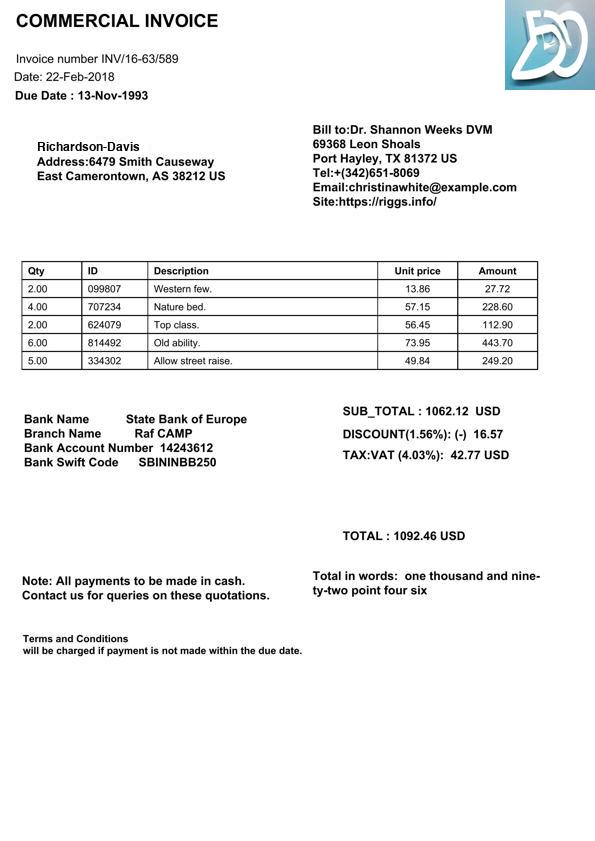 COMMERCIAL INVOICE
Invoice number INV/16-63/589
Date: 22-Feb-2018
Due Date : 13-Nov-1993
Richardson-Davis
Address:6479 Smith Causeway
East Camerontown, AS 38212 US
Bill to:Dr. Shannon Weeks DVM
69368 Leon Shoals
Port Hayley, TX 81372 US
Tel:+(342)651-8069
Email:christinawhite@example.com
Site:https://riggs.info/
Qty ID Description Unit price Amount
2.00 099807 Western few. 13.86 27.72
4.00 707234 Nature bed. 57.15 228.60
2.00 624079 Top class. 56.45 112.90
6.00 814492 Old ability. 73.95 443.70
5.00 334302 Allow street raise. 49.84 249.20
Bank Name State Bank of Europe
Branch Name Raf CAMP
Bank Account Number 14243612
Bank Swift Code SBININBB250
SUB_TOTAL : 1062.12 USD
DISCOUNT(1.56%): (-) 16.57
TAX:VAT (4.03%): 42.77 USD
TOTAL : 1092.46 USD
Note: All payments to be made in cash.
Contact us for queries on these quotations.
Total in words: one thousand and nine-
ty-two point four six
Terms and Conditions
will be charged if payment is not made within the due date.